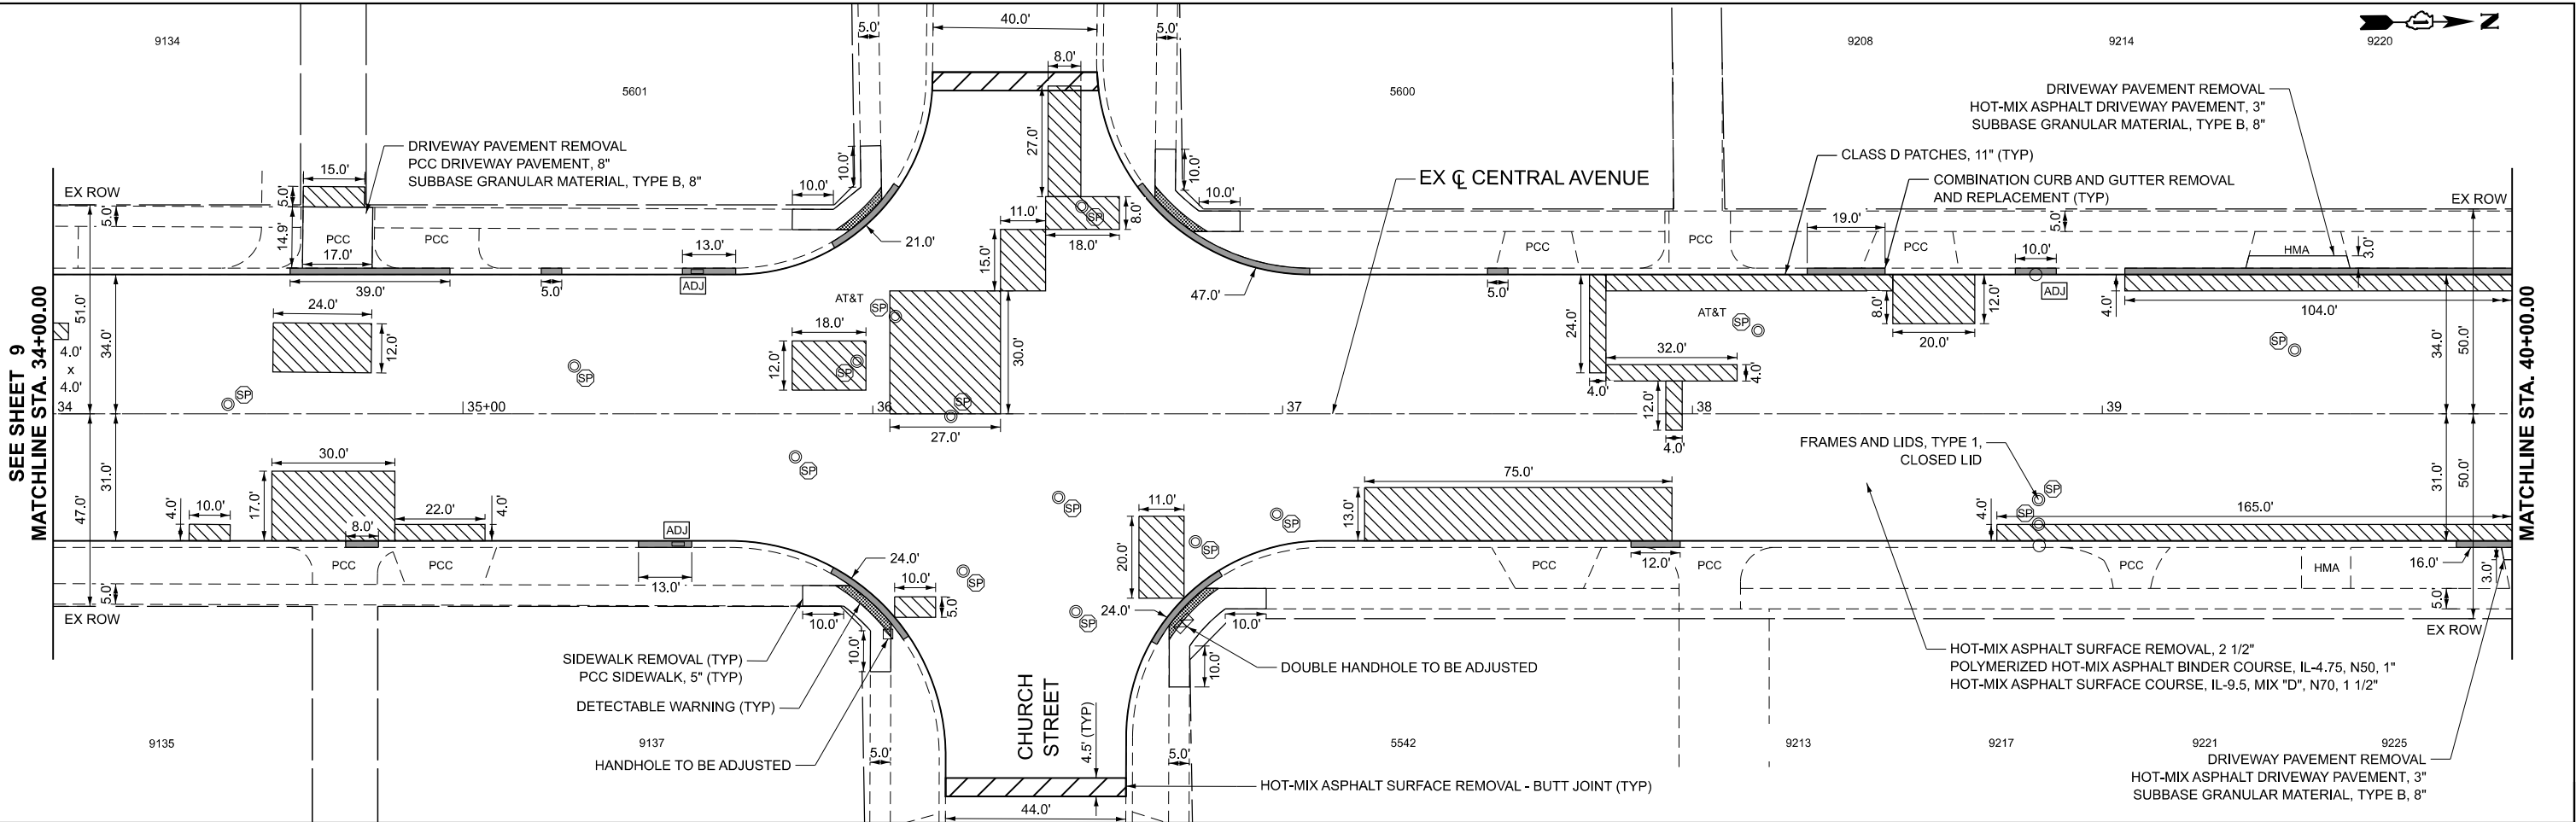 9134
5601
5600
9208
9214
9220
N
40.0'
5.0'
5.0'
8.0'
27.0'
DRIVEWAY PAVEMENT REMOVAL
PCC DRIVEWAY PAVEMENT, 8"
SUBBASE GRANULAR MATERIAL, TYPE B, 8"
DRIVEWAY PAVEMENT REMOVAL
HOT-MIX ASPHALT DRIVEWAY PAVEMENT, 3"
SUBBASE GRANULAR MATERIAL, TYPE B, 8"
CLASS D PATCHES, 11" (TYP)
COMBINATION CURB AND GUTTER REMOVAL
AND REPLACEMENT (TYP)
EX ℄ CENTRAL AVENUE
EX ROW
EX ROW
15.0'
5.0'
5.0'
14.9'
PCC
17.0'
PCC
39.0'
5.0'
13.0'
ADJ
10.0'
10.0'
21.0'
11.0'
15.0'
SP
8.0'
18.0'
10.0'
10.0'
47.0'
5.0'
PCC
PCC
19.0'
PCC
5.0'
10.0'
ADJ
HMA
3.0'
SEE SHEET 9
MATCHLINE STA. 34+00.00
51.0'
34.0'
4.0'
x
4.0'
24.0'
12.0'
SP
SP
AT&T
SP
18.0'
12.0'
SP
SP
30.0'
27.0'
24.0'
4.0'
32.0'
4.0'
12.0'
4.0'
AT&T
SP
8.0'
20.0'
12.0'
4.0'
104.0'
SP
34.0'
50.0'
MATCHLINE STA. 40+00.00
34
35+00
36
37
38
39
47.0'
31.0'
4.0'
10.0'
17.0'
30.0'
8.0'
22.0'
4.0'
PCC
PCC
ADJ
13.0'
SP
SP
SP
SP
SP
SP
11.0'
20.0'
75.0'
13.0'
12.0'
PCC
PCC
FRAMES AND LIDS, TYPE 1,
CLOSED LID
SP
SP
4.0'
165.0'
31.0'
50.0'
PCC
HMA
16.0'
3.0'
5.0'
5.0'
EX ROW
EX ROW
24.0'
10.0'
5.0'
10.0'
10.0'
24.0'
10.0'
10.0'
SIDEWALK REMOVAL (TYP)
PCC SIDEWALK, 5" (TYP)
DETECTABLE WARNING (TYP)
HANDHOLE TO BE ADJUSTED
DOUBLE HANDHOLE TO BE ADJUSTED
CHURCH
STREET
4.5' (TYP)
5.0'
5.0'
44.0'
HOT-MIX ASPHALT SURFACE REMOVAL - BUTT JOINT (TYP)
HOT-MIX ASPHALT SURFACE REMOVAL, 2 1/2"
POLYMERIZED HOT-MIX ASPHALT BINDER COURSE, IL-4.75, N50, 1"
HOT-MIX ASPHALT SURFACE COURSE, IL-9.5, MIX "D", N70, 1 1/2"
9135
9137
5542
9213
9217
9221
9225
DRIVEWAY PAVEMENT REMOVAL
HOT-MIX ASPHALT DRIVEWAY PAVEMENT, 3"
SUBBASE GRANULAR MATERIAL, TYPE B, 8"